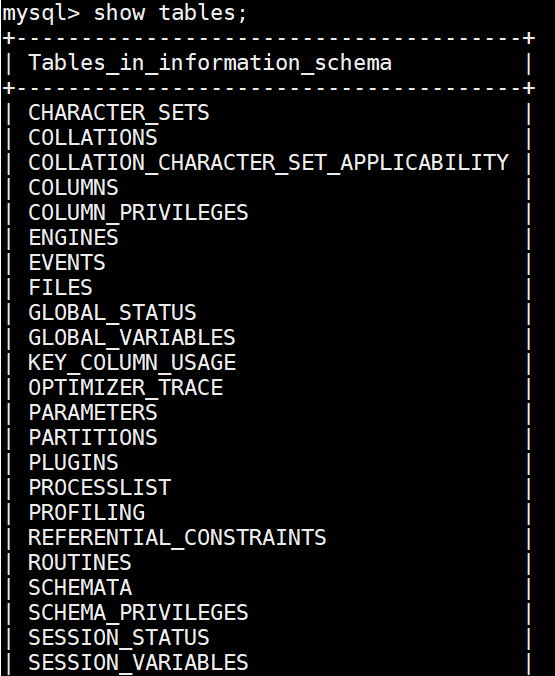 mysql> show tables;
+---------------------------------------+
| Tables_in_information_schema          |
+---------------------------------------+
| CHARACTER_SETS                        |
| COLLATIONS                            |
| COLLATION_CHARACTER_SET_APPLICABILITY |
| COLUMNS                               |
| COLUMN_PRIVILEGES                     |
| ENGINES                               |
| EVENTS                                |
| FILES                                 |
| GLOBAL_STATUS                         |
| GLOBAL_VARIABLES                      |
| KEY_COLUMN_USAGE                      |
| OPTIMIZER_TRACE                       |
| PARAMETERS                            |
| PARTITIONS                            |
| PLUGINS                               |
| PROCESSLIST                           |
| PROFILING                             |
| REFERENTIAL_CONSTRAINTS               |
| ROUTINES                              |
| SCHEMATA                              |
| SCHEMA_PRIVILEGES                     |
| SESSION_STATUS                        |
| SESSION_VARIABLES                     |